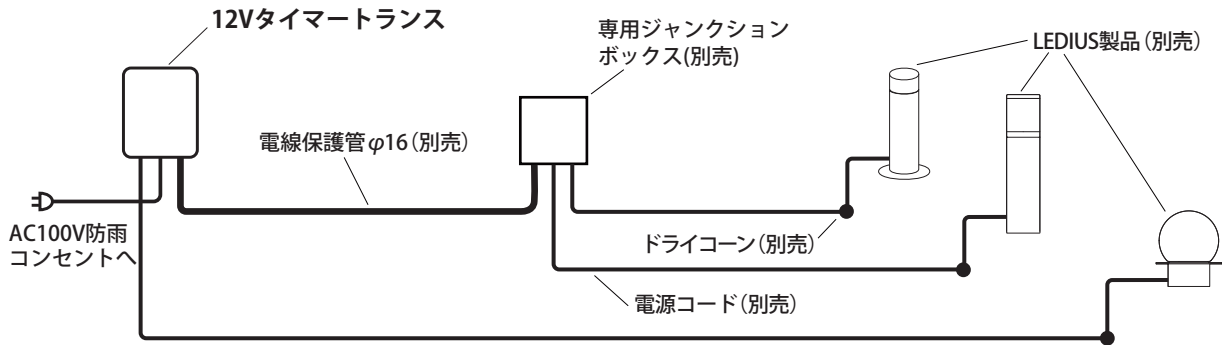 12Vタイマートランス
専用ジャンクション
ボックス(別売)
LEDIUS製品(別売)
電線保護管φ16(別売)
AC100V防雨
コンセントへ
ドライコーン(別売)
電源コード(別売)